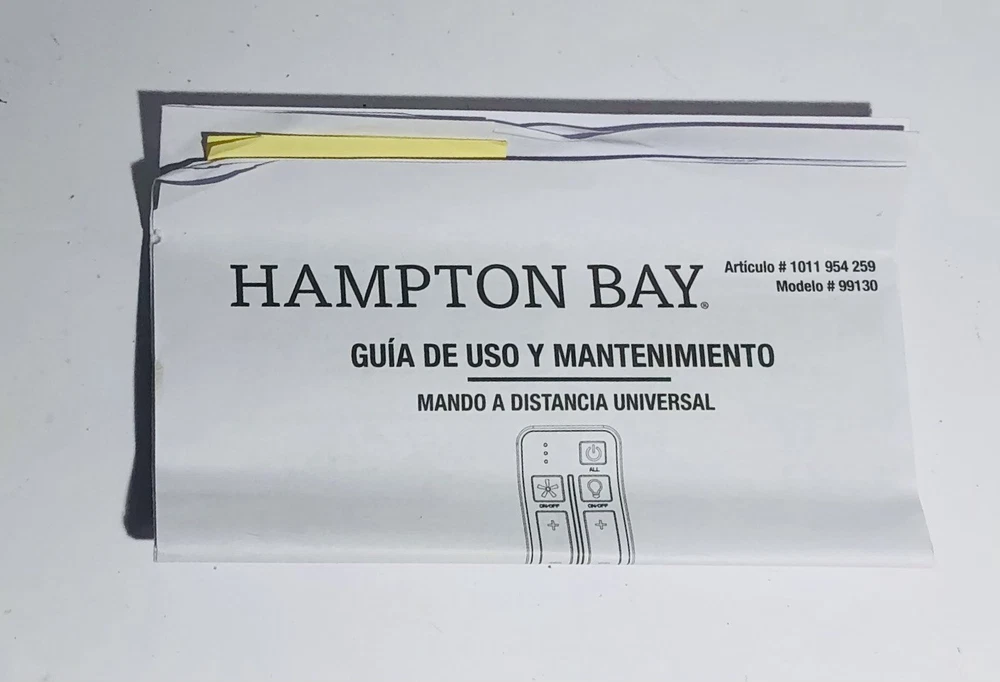 HAMPTON BAY®
Artículo # 1011 954 259
Modelo # 99130
GUÍA DE USO Y MANTENIMIENTO
MANDO A DISTANCIA UNIVERSAL
ALL
ON/OFF ON/OFF
+ +